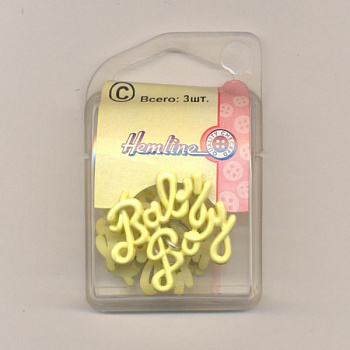 C Всего: 3шт.
Hemline
Baby
Boy